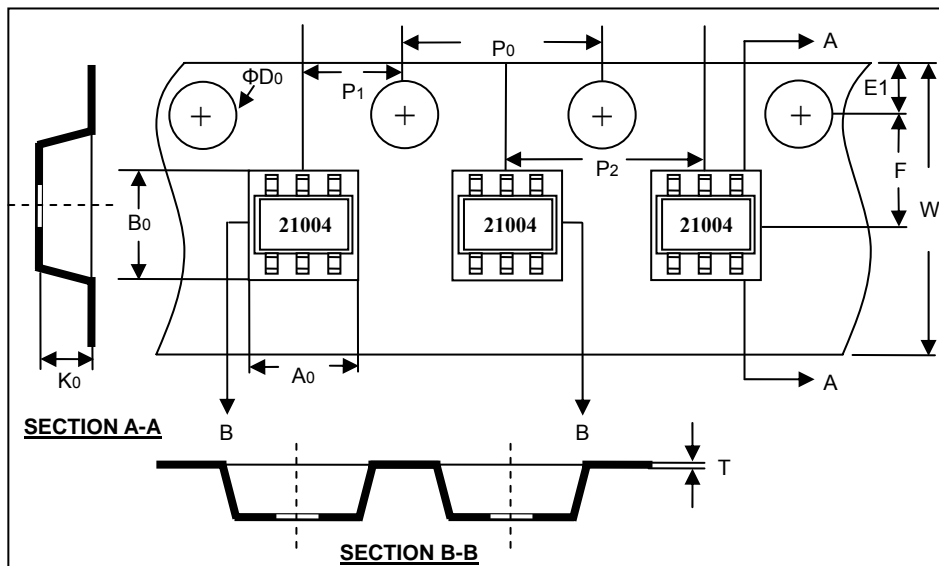 A
P0
ΦD0
P1
E1
F
P2
W
B0
21004
21004
21004
K0
A0
A
SECTION A-A
B
B
T
SECTION B-B